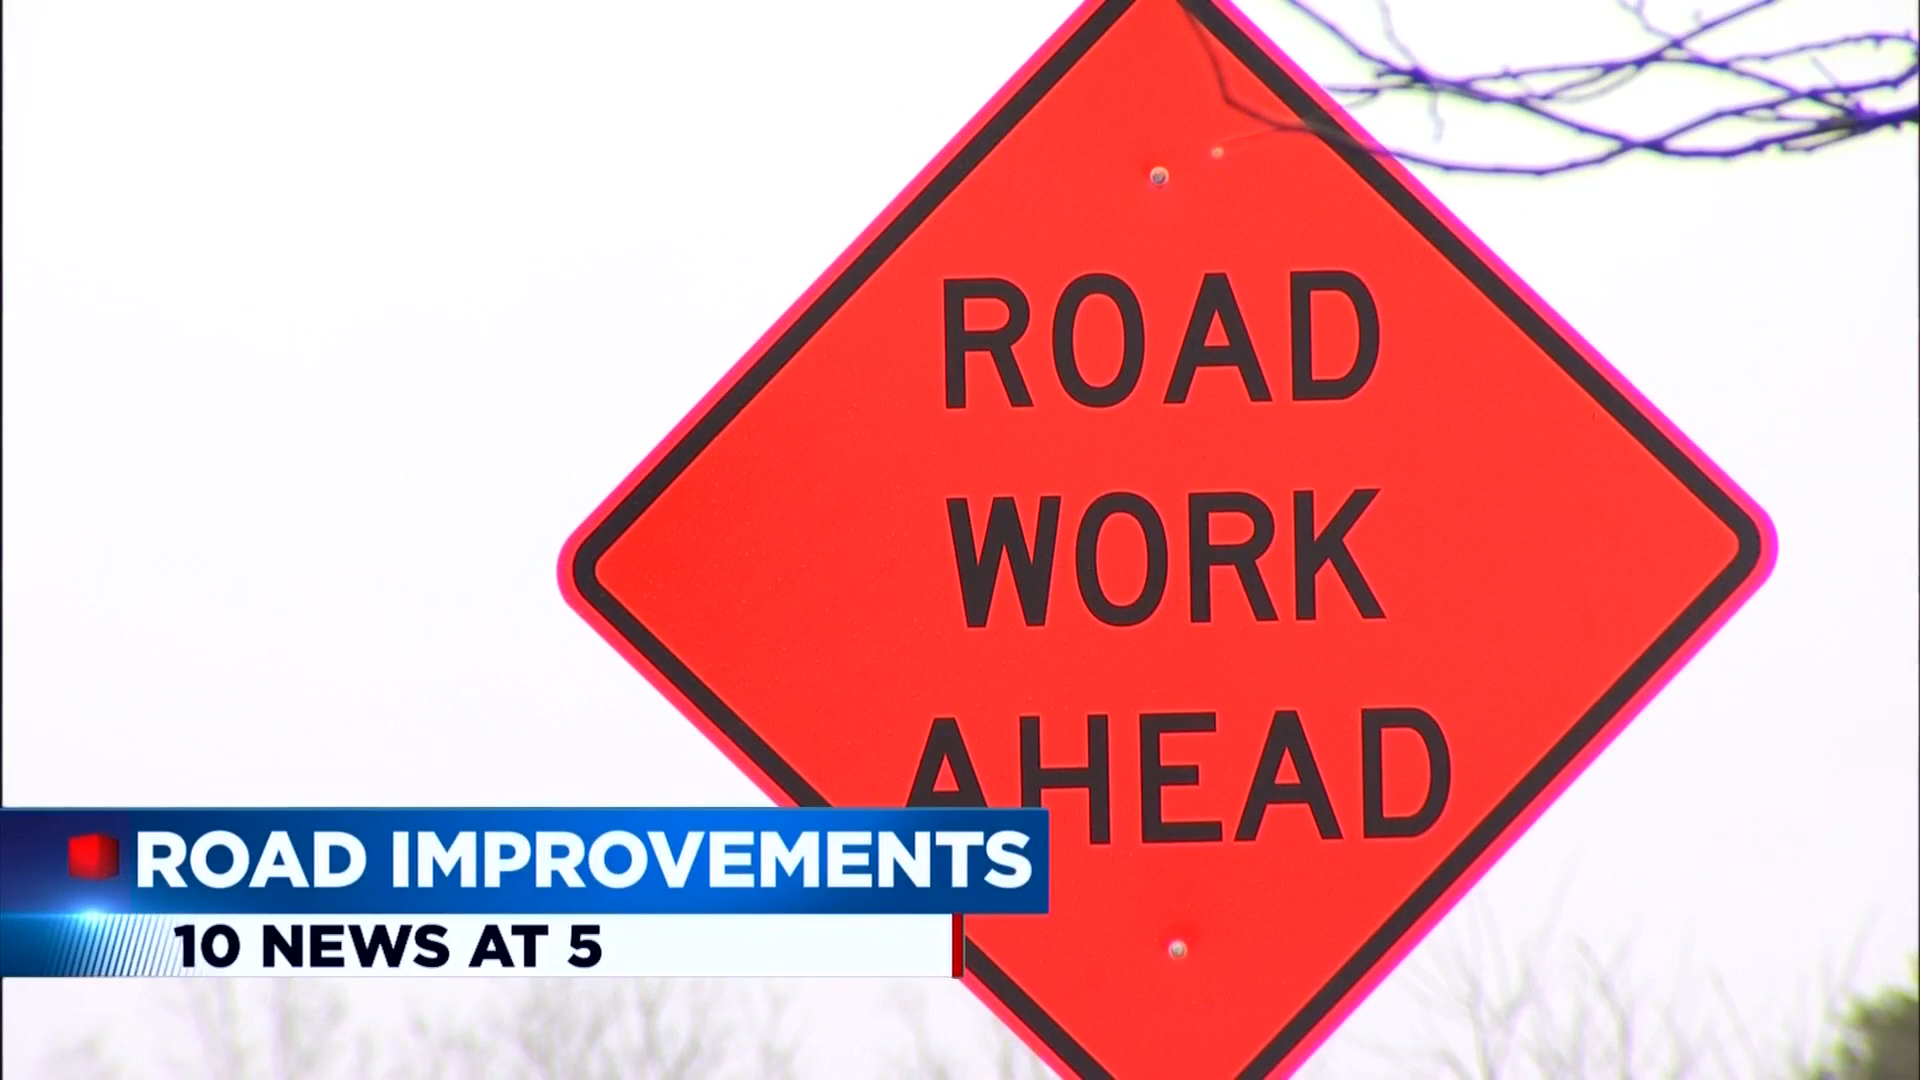 ROAD
WORK
AHEAD
ROAD IMPROVEMENTS
10 NEWS AT 5